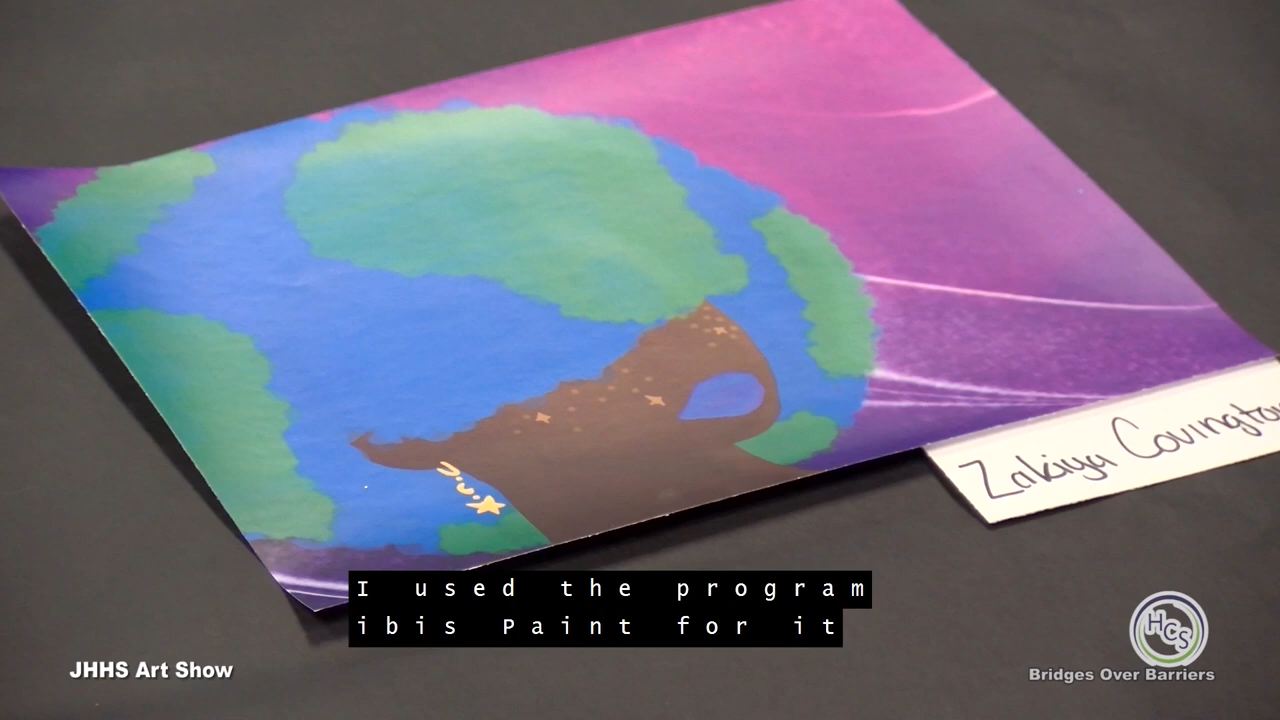 Zakiya Covington
I used the program
ibis Paint for it
HCS
JHHS Art Show
Bridges Over Barriers